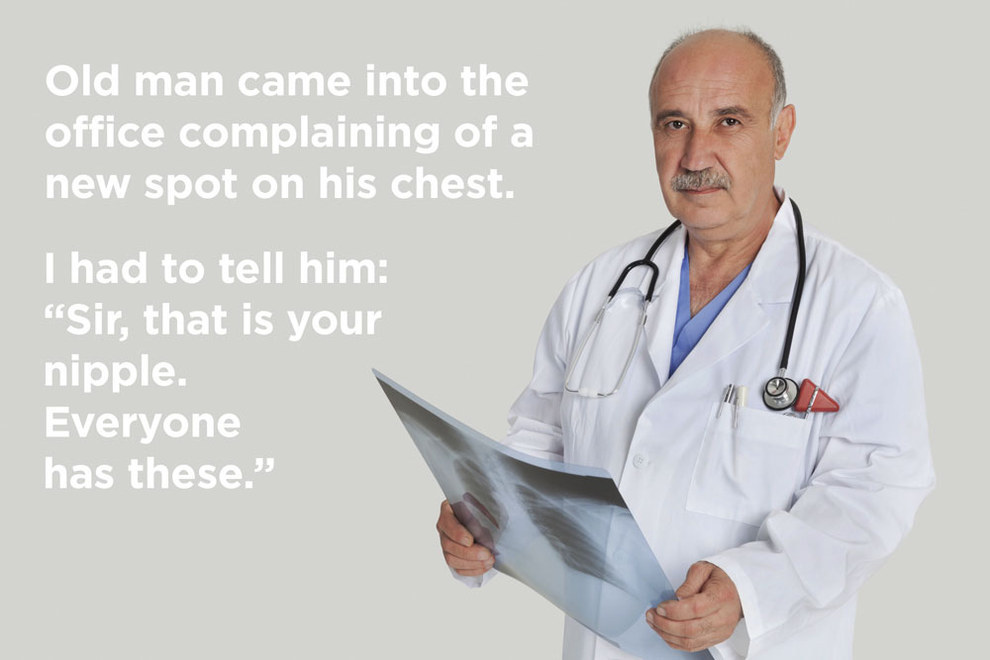 Old man came into the
office complaining of a
new spot on his chest.
I had to tell him:
“Sir, that is your
nipple.
Everyone
has these.”